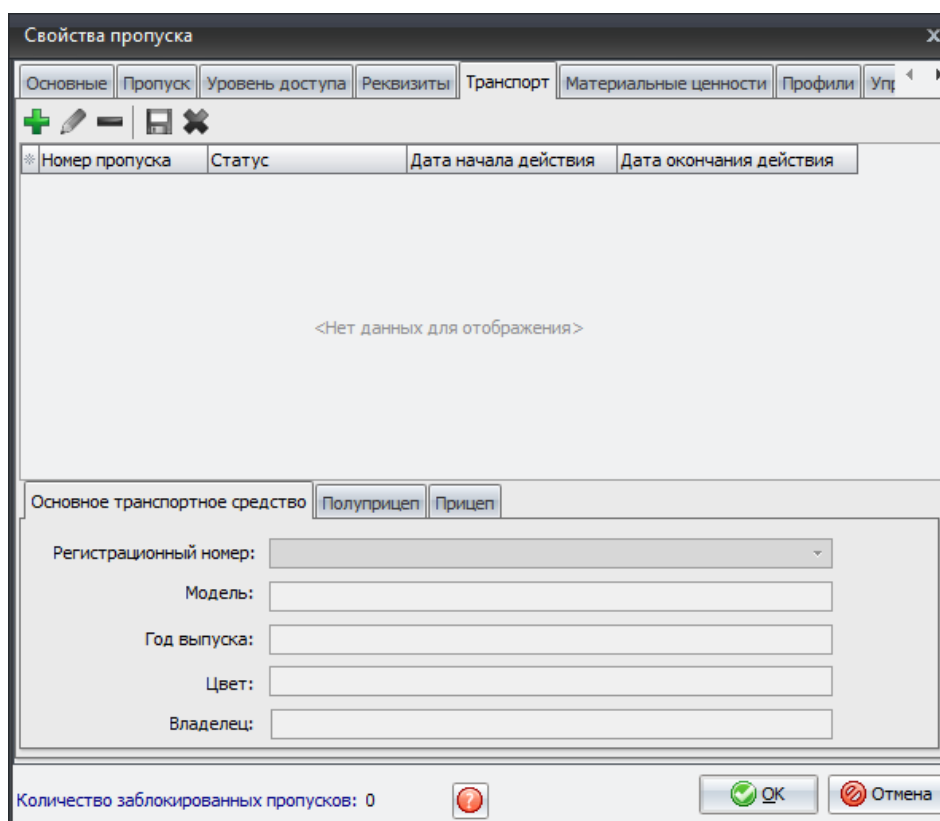 Свойства пропуска
Основные Пропуск Уровень доступа Реквизиты Транспорт Материальные ценности Профили Упр
Номер пропуска Статус Дата начала действия Дата окончания действия
<Нет данных для отображения>
Основное транспортное средство Полуприцеп Прицеп
Регистрационный номер:
Модель:
Год выпуска:
Цвет:
Владелец:
Количество заблокированных пропусков: 0 OK Отмена